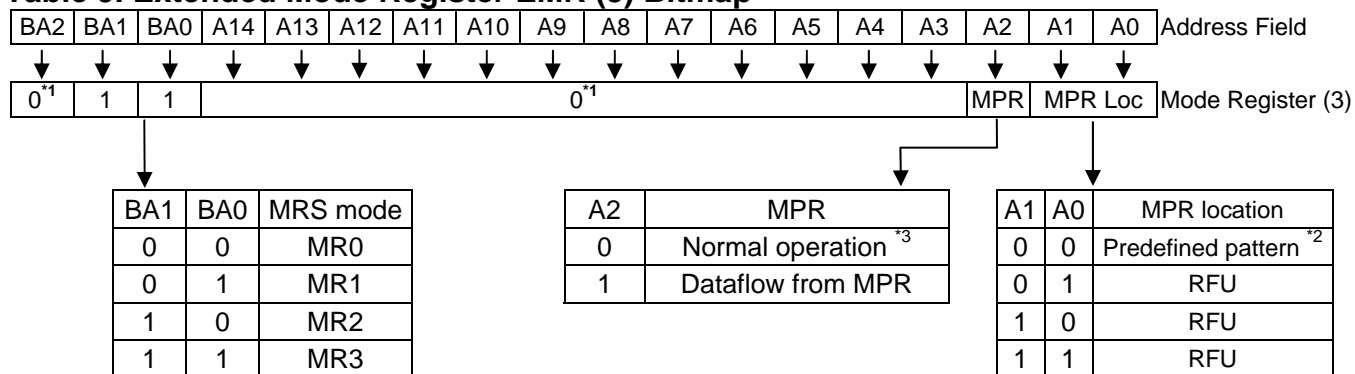 Table 8. Extended Mode Register EMR (3) Bitmap
BA2 BA1 BA0 A14 A13 A12 A11 A10 A9 A8 A7 A6 A5 A4 A3 A2 A1 A0 Address Field
0*1 1 1 0*1 MPR MPR Loc Mode Register (3)
BA1 BA0 MRS mode
0 0 MR0
0 1 MR1
1 0 MR2
1 1 MR3
A2 MPR
0 Normal operation *3
1 Dataflow from MPR
A1 A0 MPR location
0 0 Predefined pattern *2
0 1 RFU
1 0 RFU
1 1 RFU